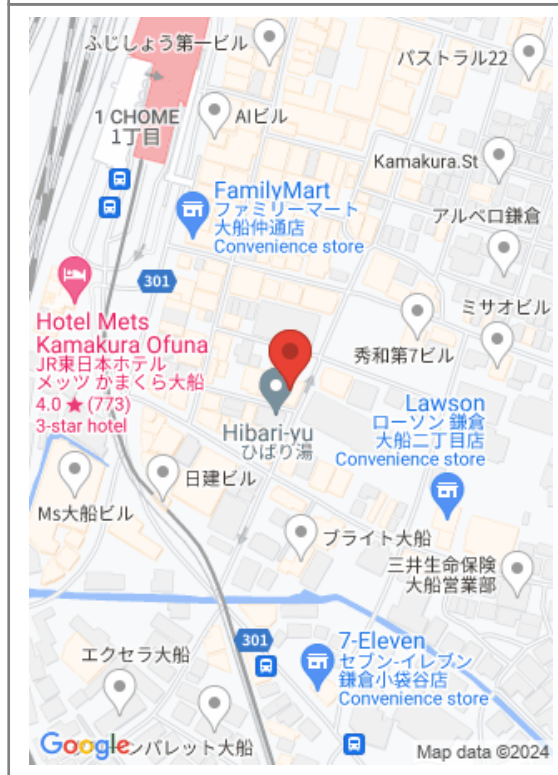 ふじしょう第一ビル
パストラル22
1 CHOME
1丁目
AIビル
Kamakura.St
FamilyMart
ファミリーマート
大船仲通店
Convenience store
アルベロ鎌倉
301
ミサオビル
Hotel Mets
Kamakura Ofuna
JR東日本ホテル
メッツ かまくら大船
4.0 ★ (773)
3-star hotel
秀和第7ビル
Lawson
ローソン 鎌倉
大船二丁目店
Convenience store
Hibari-yu
ひばり湯
日建ビル
Ms大船ビル
ブライト大船
三井生命保険
大船営業部
301
7-Eleven
セブン-イレブン
鎌倉小袋谷店
Convenience store
エクセラ大船
Google
ンパレット大船
Map data ©2024